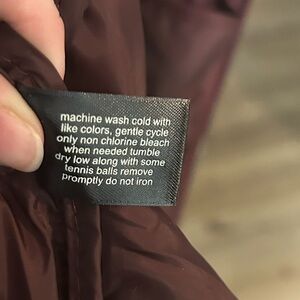 machine wash cold with
like colors, gentle cycle
only non chlorine bleach
when needed tumble
dry low along with some
tennis balls remove
promptly do not iron